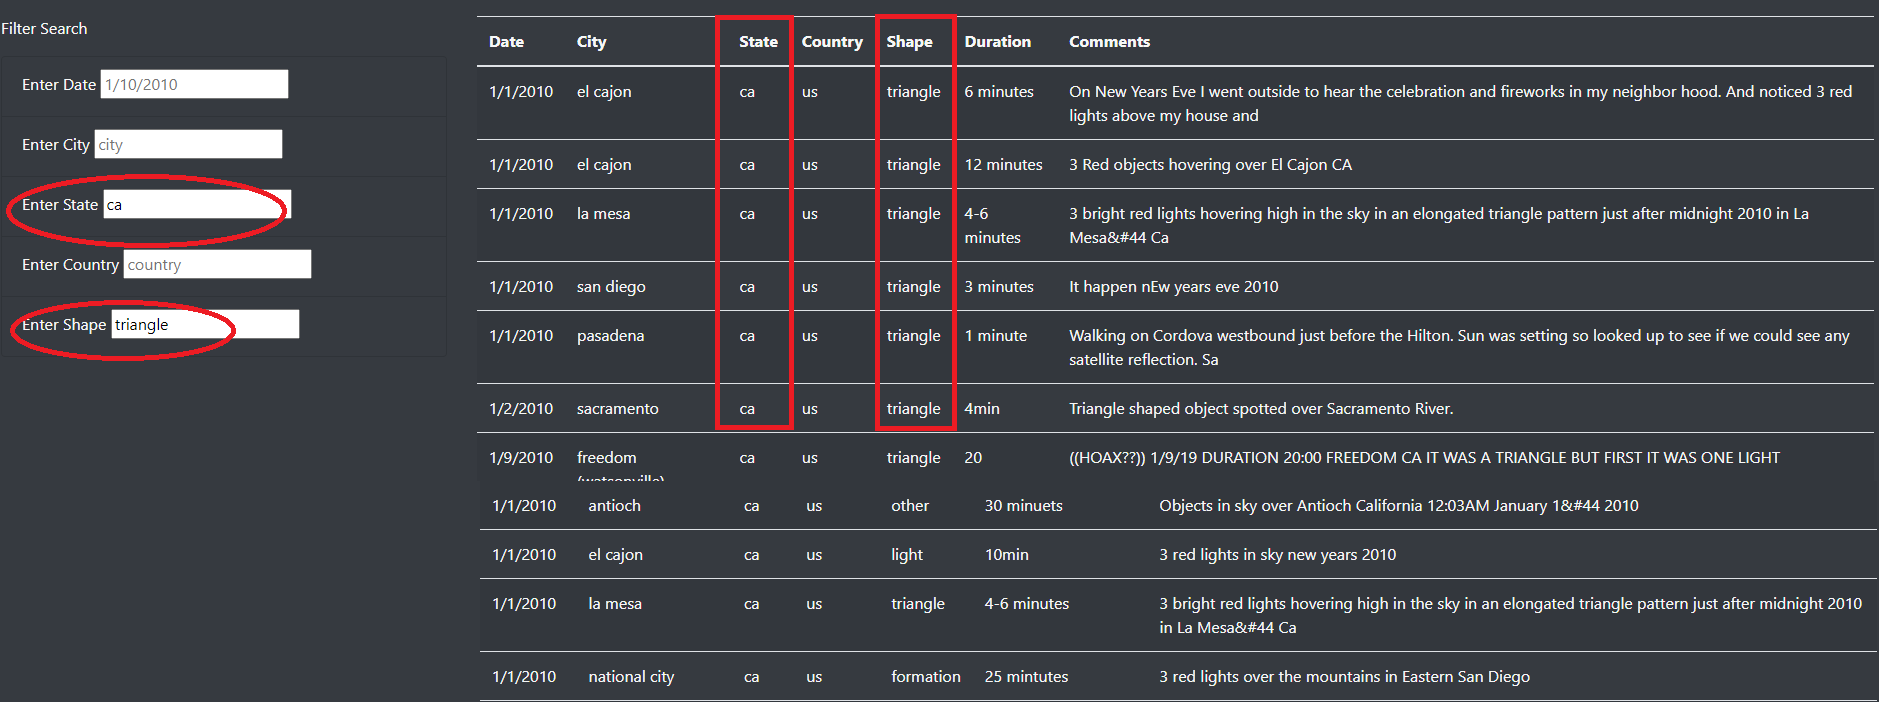 Filter Search
Enter Date 1/10/2010
Enter City city
Enter State ca
Enter Country country
Enter Shape triangle
Date City State Country Shape Duration Comments
1/1/2010 el cajon ca us triangle 6 minutes On New Years Eve I went outside to hear the celebration and fireworks in my neighbor hood. And noticed 3 red
lights above my house and
1/1/2010 el cajon ca us triangle 12 minutes 3 Red objects hovering over El Cajon CA
1/1/2010 la mesa ca us triangle 4-6 3 bright red lights hovering high in the sky in an elongated triangle pattern just after midnight 2010 in La
minutes Mesa&#44 Ca
1/1/2010 san diego ca us triangle 3 minutes It happen nEw years eve 2010
1/1/2010 pasadena ca us triangle 1 minute Walking on Cordova westbound just before the Hilton. Sun was setting so looked up to see if we could see any
satellite reflection. Sa
1/2/2010 sacramento ca us triangle 4min Triangle shaped object spotted over Sacramento River.
1/9/2010 freedom ca us triangle 20 ((HOAX??)) 1/9/19 DURATION 20:00 FREEDOM CA IT WAS A TRIANGLE BUT FIRST IT WAS ONE LIGHT
(watsonville)
1/1/2010 antioch ca us other 30 minuets Objects in sky over Antioch California 12:03AM January 1&#44 2010
1/1/2010 el cajon ca us light 10min 3 red lights in sky new years 2010
1/1/2010 la mesa ca us triangle 4-6 minutes 3 bright red lights hovering high in the sky in an elongated triangle pattern just after midnight 2010
in La Mesa&#44 Ca
1/1/2010 national city ca us formation 25 mintutes 3 red lights over the mountains in Eastern San Diego